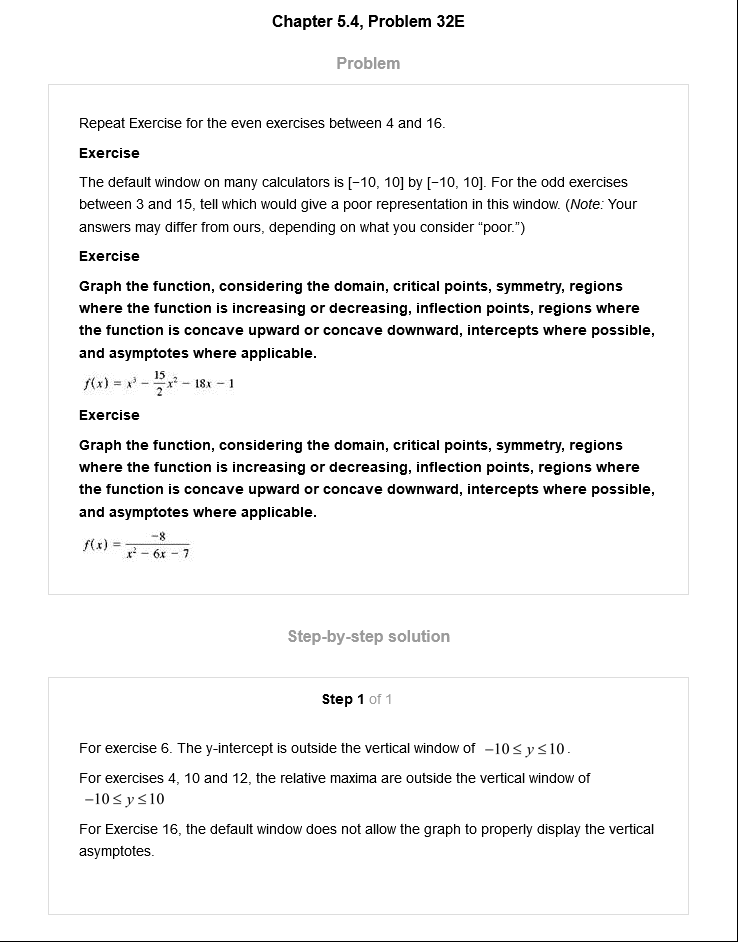 Chapter 5.4, Problem 32E
Problem
Repeat Exercise for the even exercises between 4 and 16.
Exercise
The default window on many calculators is [−10, 10] by [−10, 10]. For the odd exercises
between 3 and 15, tell which would give a poor representation in this window. (Note: Your
answers may differ from ours, depending on what you consider “poor.”)
Exercise
Graph the function, considering the domain, critical points, symmetry, regions
where the function is increasing or decreasing, inflection points, regions where
the function is concave upward or concave downward, intercepts where possible,
and asymptotes where applicable.
f(x) = x³ − 15/2 x² − 18x − 1
Exercise
Graph the function, considering the domain, critical points, symmetry, regions
where the function is increasing or decreasing, inflection points, regions where
the function is concave upward or concave downward, intercepts where possible,
and asymptotes where applicable.
f(x) = −8 / x² − 6x − 7
Step-by-step solution
Step 1 of 1
For exercise 6. The y-intercept is outside the vertical window of −10 ≤ y ≤ 10.
For exercises 4, 10 and 12, the relative maxima are outside the vertical window of
−10 ≤ y ≤ 10
For Exercise 16, the default window does not allow the graph to properly display the vertical
asymptotes.